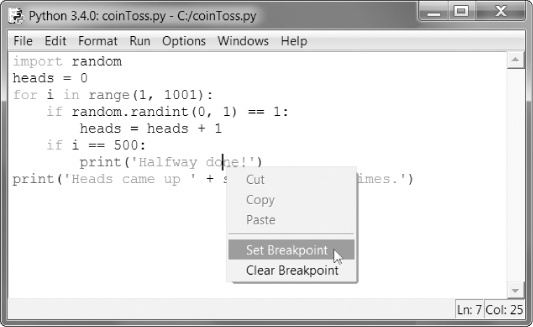 Python 3.4.0: coinToss.py - C:/coinToss.py
File Edit Format Run Options Windows Help
import random
heads = 0
for i in range(1, 1001):
    if random.randint(0, 1) == 1:
        heads = heads + 1
    if i == 500:
        print('Halfway done!')
print('Heads came up ' + s imes.')
Cut
Copy
Paste
Set Breakpoint
Clear Breakpoint
Ln: 7 Col: 25